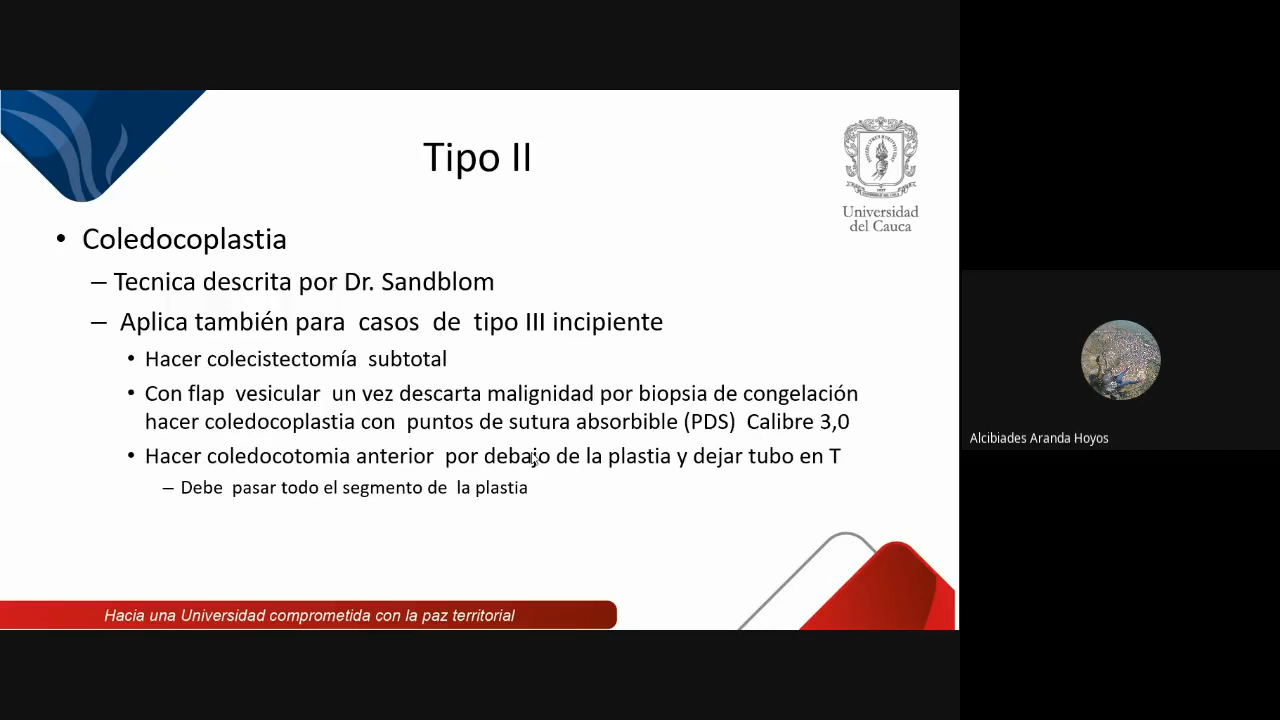 Tipo II
Universidad
del Cauca
• Coledocoplastia
– Tecnica descrita por Dr. Sandblom
– Aplica también para casos de tipo III incipiente
• Hacer colecistectomía subtotal
• Con flap vesicular un vez descarta malignidad por biopsia de congelación
hacer coledocoplastia con puntos de sutura absorbible (PDS) Calibre 3,0
• Hacer coledocotomia anterior por debajo de la plastia y dejar tubo en T
– Debe pasar todo el segmento de la plastia
Alcibiades Aranda Hoyos
Hacia una Universidad comprometida con la paz territorial